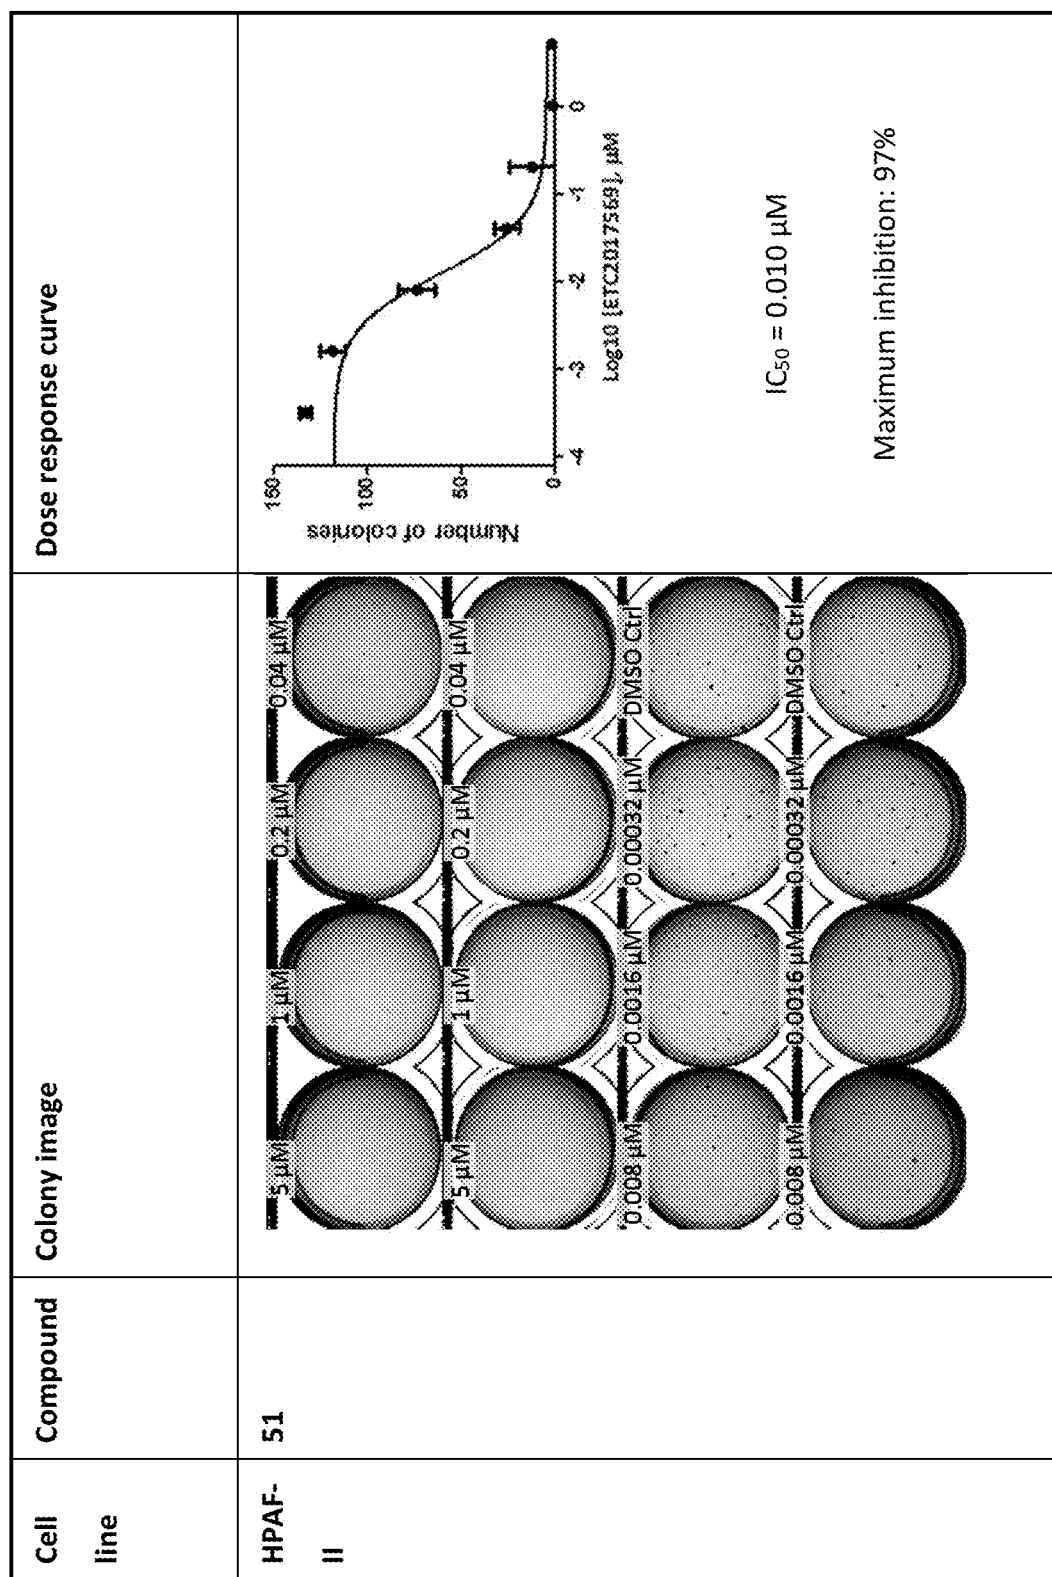 Cell line
Compound
Colony image
Dose response curve
HPAF-II
51
5 µM 1 µM 0.2 µM 0.04 µM
5 µM 1 µM 0.2 µM 0.04 µM
0.008 µM 0.0016 µM 0.00032 µM DMSO Ctrl
0.008 µM 0.0016 µM 0.00032 µM DMSO Ctrl
Number of colonies
150
100
50
0
-4 -3 -2 -1 0
Log10 [ETC2017569], µM
IC50 = 0.010 µM
Maximum inhibition: 97%